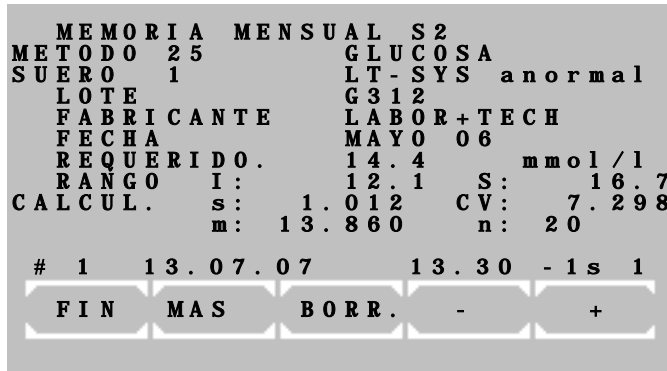 MEMORIA MENSUAL S2
METODO 25 GLUCOSA
SUERO 1 LT-SYS anormal
LOTE G312
FABRICANTE LABOR+TECH
FECHA MAYO 06
REQUERIDO. 14.4 mmol/l
RANGO I: 12.1 S: 16.7
CALCUL. s: 1.012 CV: 7.298
m: 13.860 n: 20
# 1 13.07.07 13.30 -1s 1
FIN MAS BORR. - +